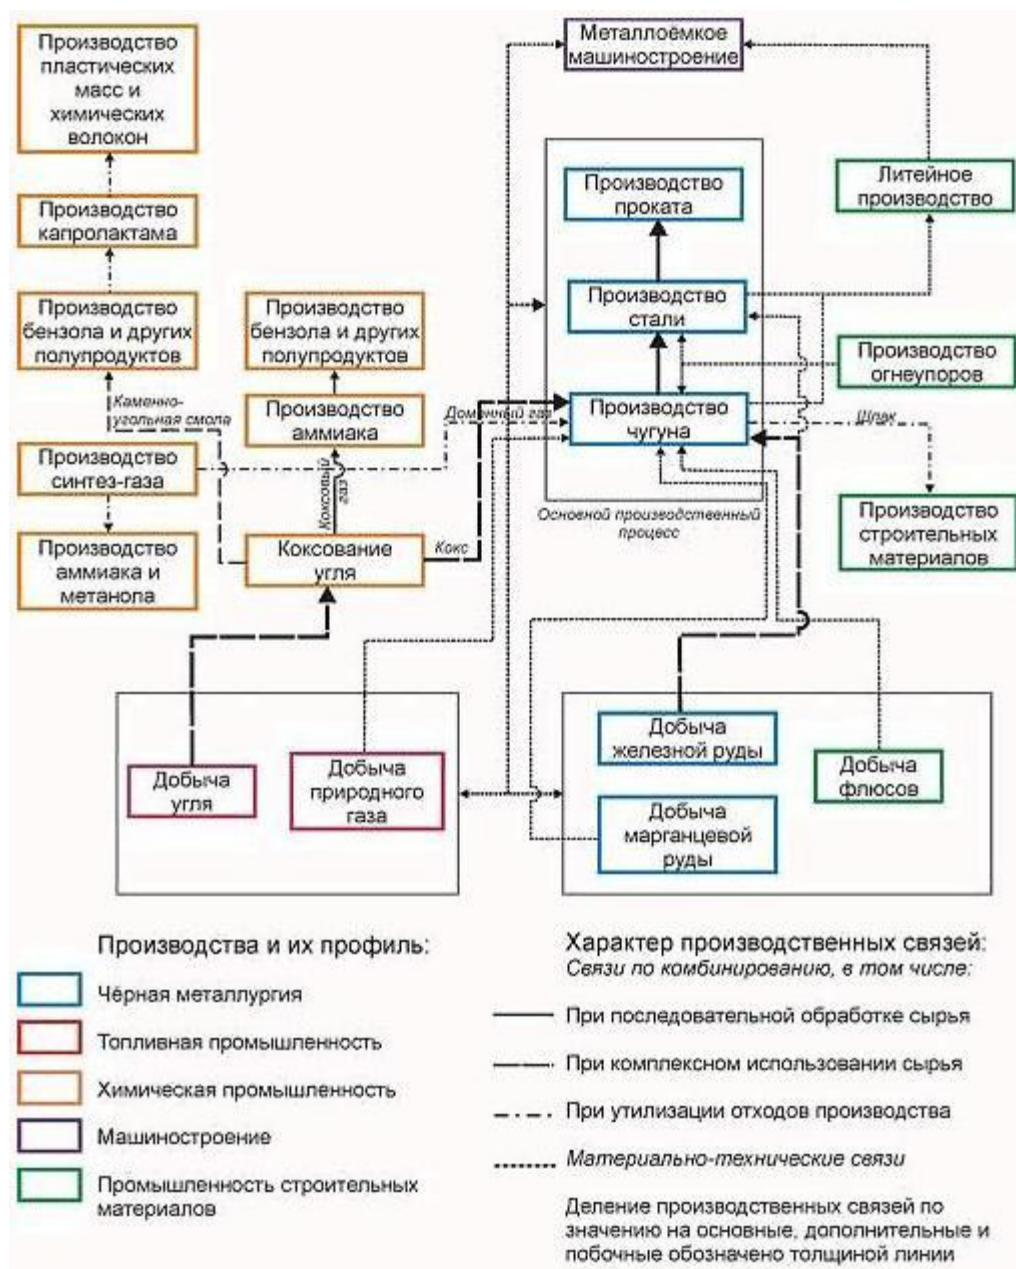 Производство
пластических
масс и
химических
волокон
Металлоёмкое
машиностроение
Производство
проката
Литейное
производство
Производство
капролактама
Производство
бензола и других
полупродуктов
Производство
бензола и других
полупродуктов
Производство
стали
Производство
огнеупоров
Каменно-
угольная смола
Производство
аммиака
Доменный газ
Производство
чугуна
Шлак
Производство
синтез-газа
Коксовый
газ
Основной производственный
процесс
Производство
строительных
материалов
Производство
аммиака и
метанола
Коксование
угля
Кокс
Добыча
угля
Добыча
природного
газа
Добыча
железной руды
Добыча
флюсов
Добыча
марганцевой
руды
Производства и их профиль:
Чёрная металлургия
Топливная промышленность
Химическая промышленность
Машиностроение
Промышленность строительных
материалов
Характер производственных связей:
Связи по комбинированию, в том числе:
При последовательной обработке сырья
При комплексном использовании сырья
При утилизации отходов производства
Материально-технические связи
Деление производственных связей по
значению на основные, дополнительные и
побочные обозначено толщиной линии